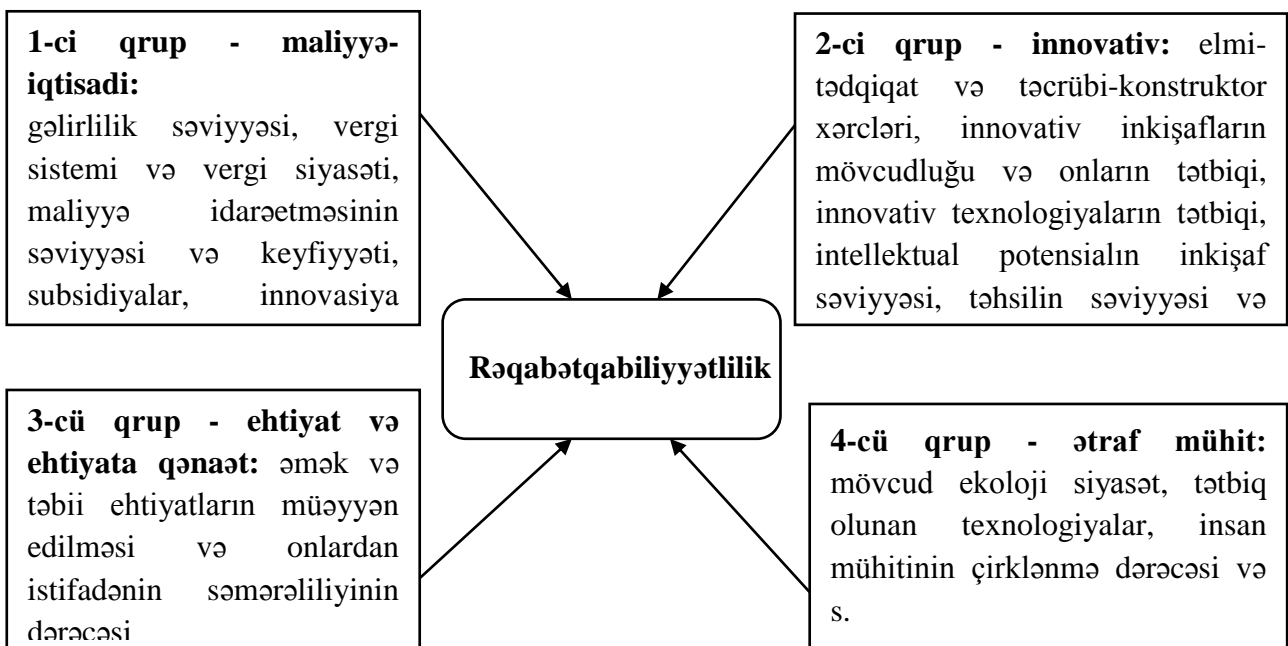 1-ci qrup - maliyyə-
iqtisadi:
gəlirlilik səviyyəsi, vergi
sistemi və vergi siyasəti,
maliyyə idarəetməsinin
səviyyəsi və keyfiyyəti,
subsidiyalar, innovasiya
2-ci qrup - innovativ: elmi-
tədqiqat və təcrübi-konstruktor
xərcləri, innovativ inkişafların
mövcudluğu və onların tətbiqi,
innovativ texnologiyaların tətbiqi,
intellektual potensialın inkişaf
səviyyəsi, təhsilin səviyyəsi və
Rəqabətqabiliyyətlilik
3-cü qrup - ehtiyat və
ehtiyata qənaət: əmək və
təbii ehtiyatların müəyyən
edilməsi və onlardan
istifadənin səmərəliliyinin
dərəcəsi
4-cü qrup - ətraf mühit:
mövcud ekoloji siyasət, tətbiq
olunan texnologiyalar, insan
mühitinin çirklənmə dərəcəsi və
s.